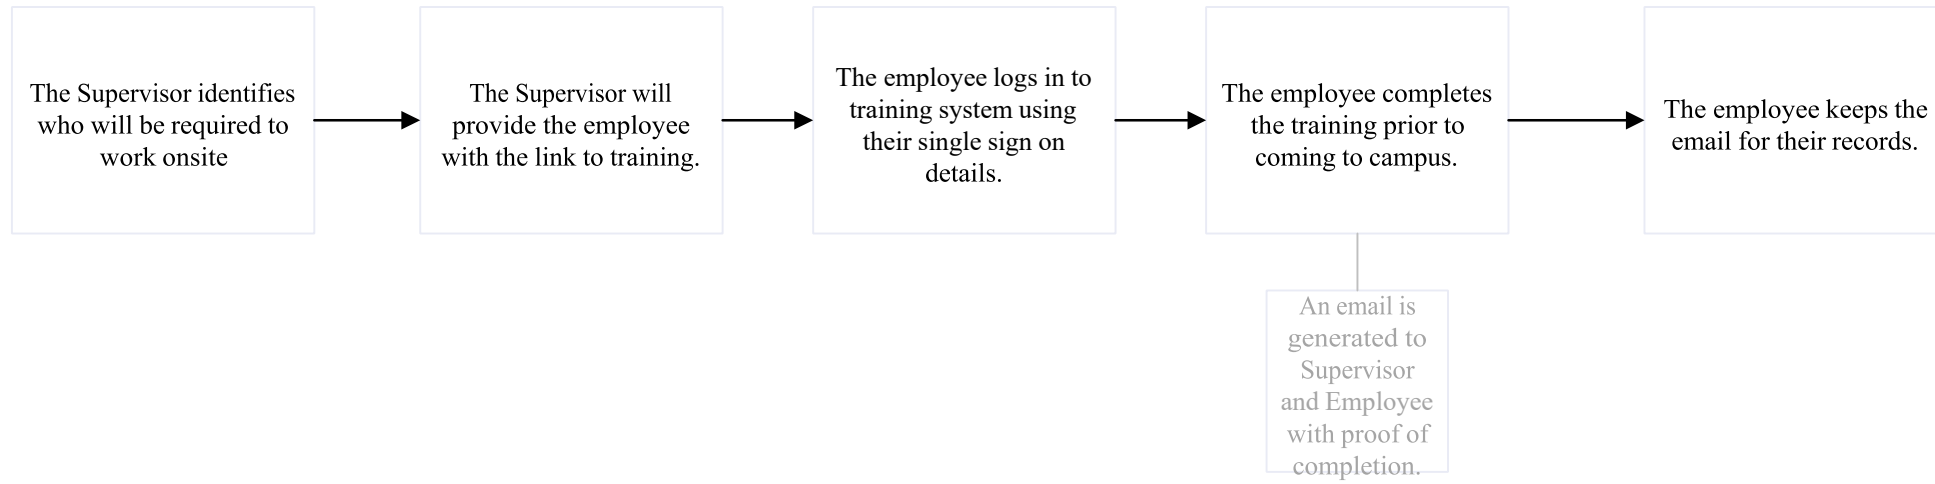 The Supervisor identifies
who will be required to
work onsite
The Supervisor will
provide the employee
with the link to training.
The employee logs in to
training system using
their single sign on
details.
The employee completes
the training prior to
coming to campus.
The employee keeps the
email for their records.
An email is
generated to
Supervisor
and Employee
with proof of
completion.